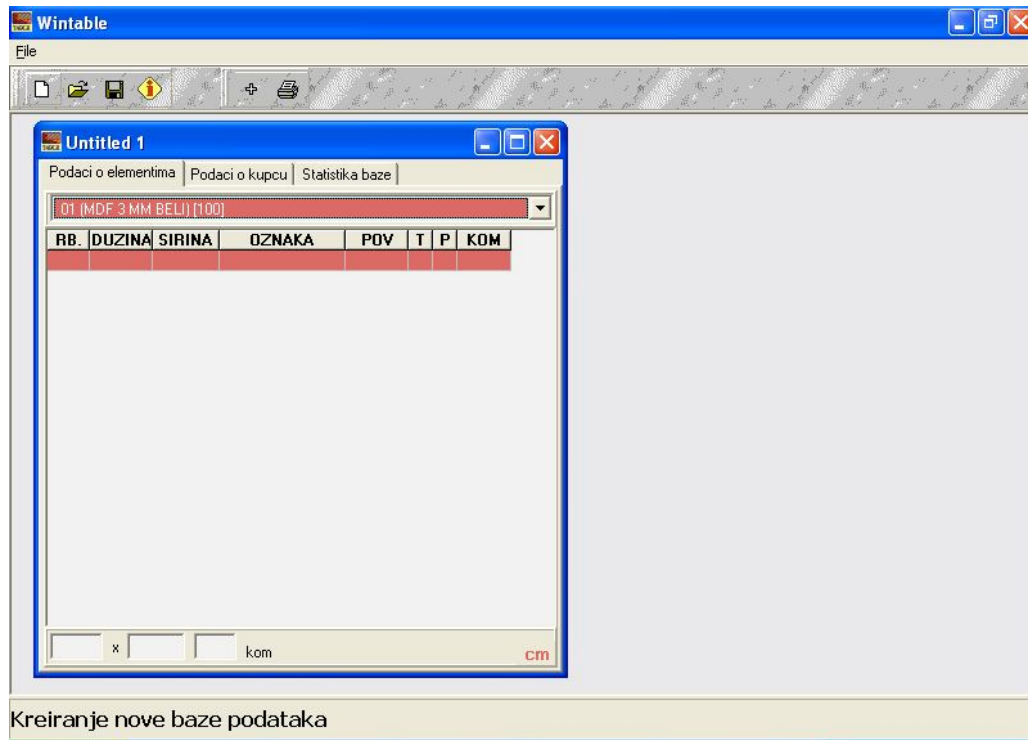 Wintable
File
Untitled 1
Podaci o elementima Podaci o kupcu Statistika baze
01 (MDF 3 MM BELI) [100]
RB. DUZINA SIRINA OZNAKA POV T P KOM
x kom cm
Kreiranje nove baze podataka